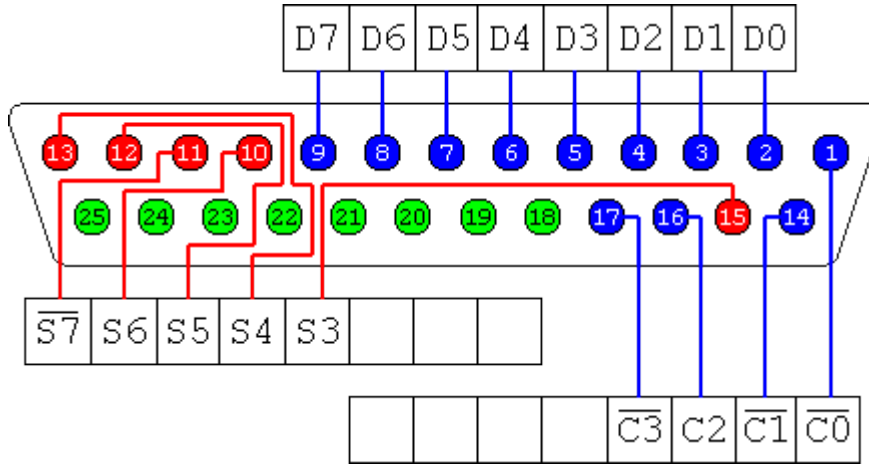 D7 D6 D5 D4 D3 D2 D1 D0
13 12 11 10 9 8 7 6 5 4 3 2 1
25 24 23 22 21 20 19 18 17 16 15 14
S̅7̅ S6 S5 S4 S3
C̅3̅ C2 C̅1̅ C̅0̅